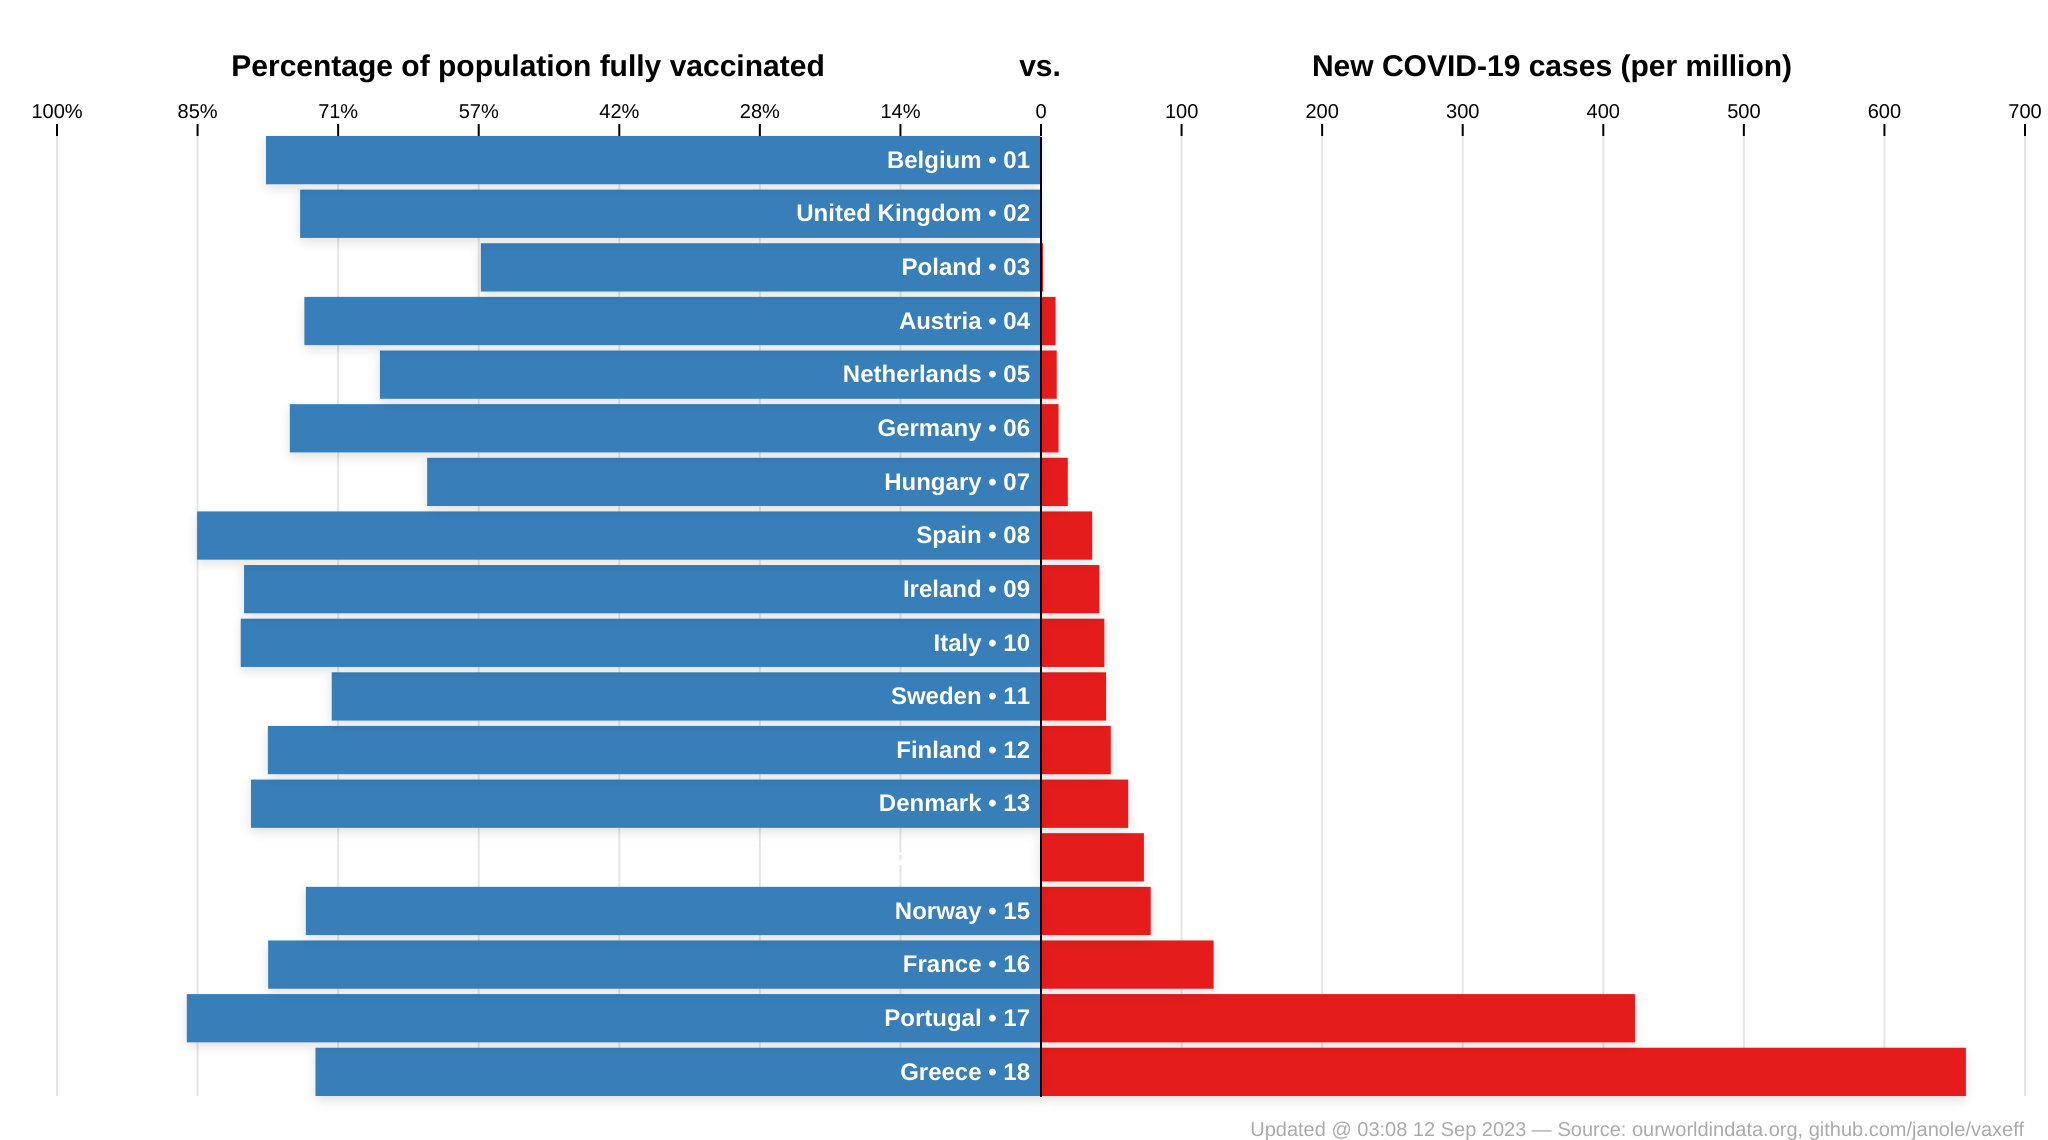 Percentage of population fully vaccinated vs. New COVID-19 cases (per million)
100% 85% 71% 57% 42% 28% 14% 0 100 200 300 400 500 600 700
Belgium • 01
United Kingdom • 02
Poland • 03
Austria • 04
Netherlands • 05
Germany • 06
Hungary • 07
Spain • 08
Ireland • 09
Italy • 10
Sweden • 11
Finland • 12
Denmark • 13
Norway • 15
France • 16
Portugal • 17
Greece • 18
Updated @ 03:08 12 Sep 2023 — Source: ourworldindata.org, github.com/janole/vaxeff